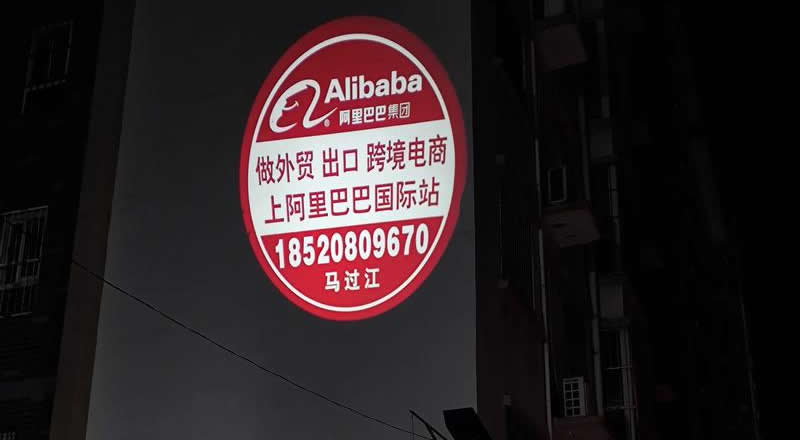 Alibaba
阿里巴巴集团
做外贸 出口 跨境电商
上阿里巴巴国际站
18520809670
马过江